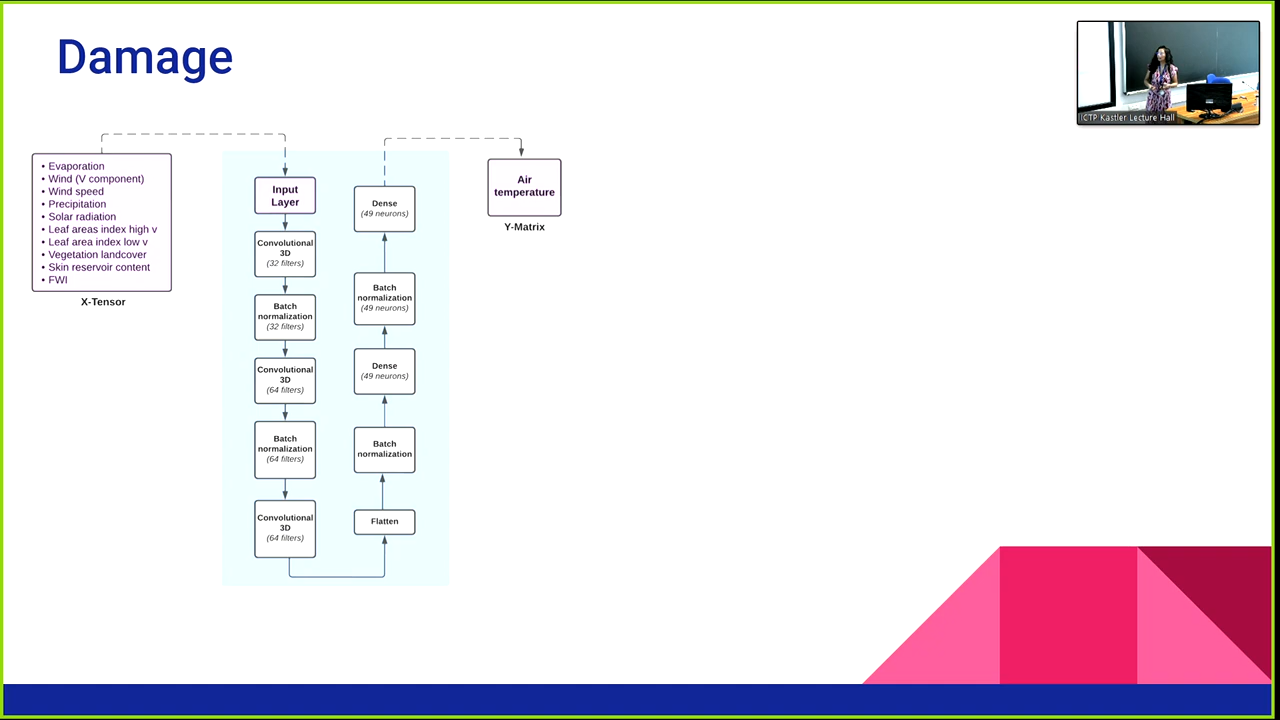 Damage
ICTP Kastler Lecture Hall
• Evaporation
• Wind (V component)
• Wind speed
• Precipitation
• Solar radiation
• Leaf areas index high v
• Leaf area index low v
• Vegetation landcover
• Skin reservoir content
• FWI
X-Tensor
Input
Layer
Convolutional
3D
(32 filters)
Batch
normalization
(32 filters)
Convolutional
3D
(64 filters)
Batch
normalization
(64 filters)
Convolutional
3D
(64 filters)
Flatten
Batch
normalization
Dense
(49 neurons)
Batch
normalization
(49 neurons)
Dense
(49 neurons)
Air
temperature
Y-Matrix